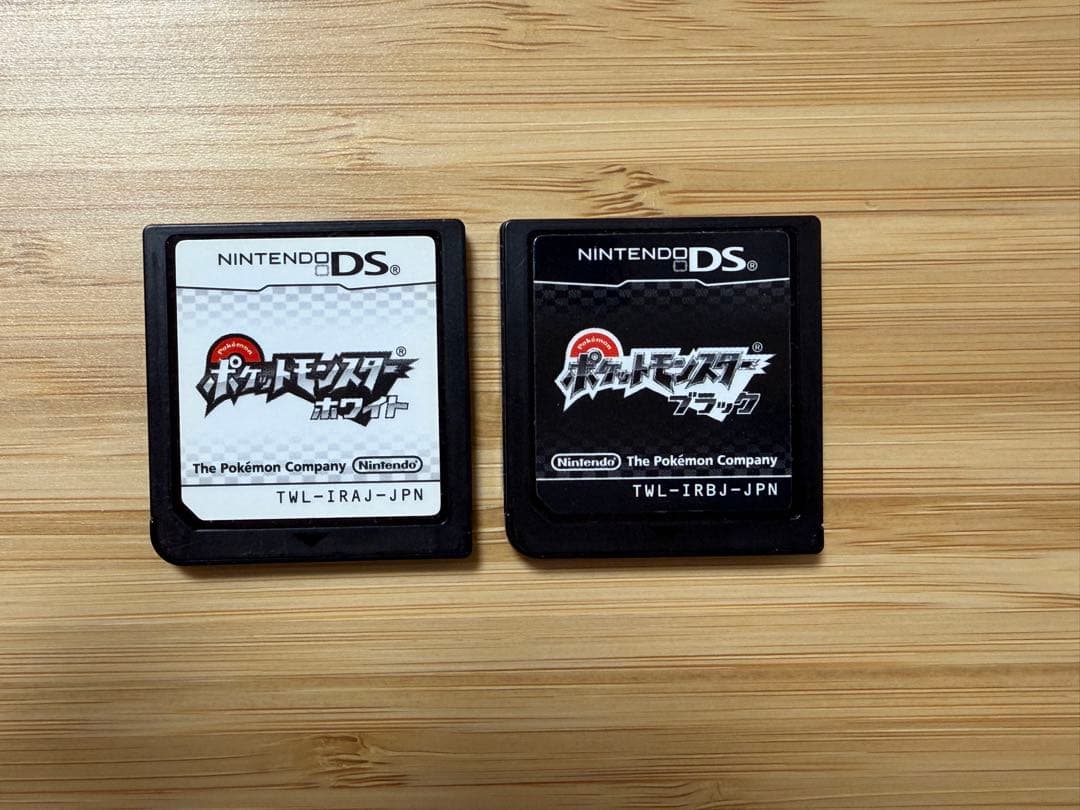 NINTENDO DS®
Pokémon
ポケットモンスター®
ホワイト
The Pokémon Company Nintendo®
TWL-IRAJ-JPN
NINTENDO DS®
Pokémon
ポケットモンスター®
ブラック
Nintendo® The Pokémon Company
TWL-IRBJ-JPN